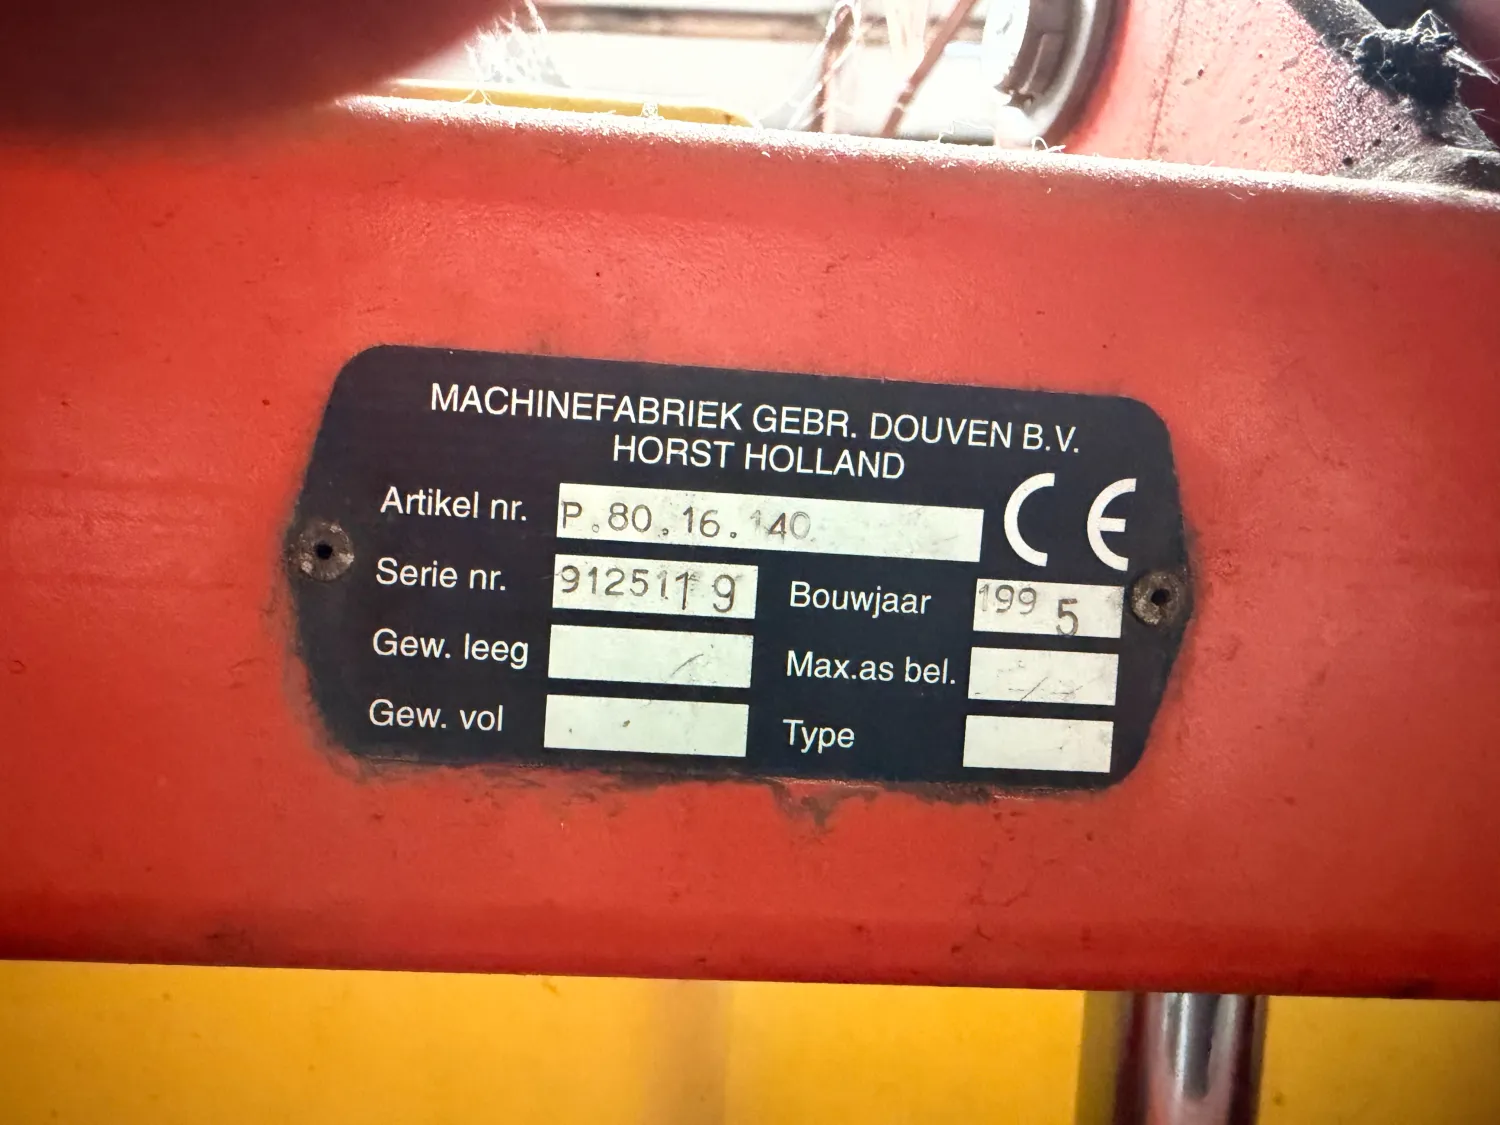 MACHINEFABRIEK GEBR. DOUVEN B.V.
HORST HOLLAND
Artikel nr. P.80.16.140
CE
Serie nr. 9125119 Bouwjaar 1995
Gew. leeg Max.as bel.
Gew. vol Type